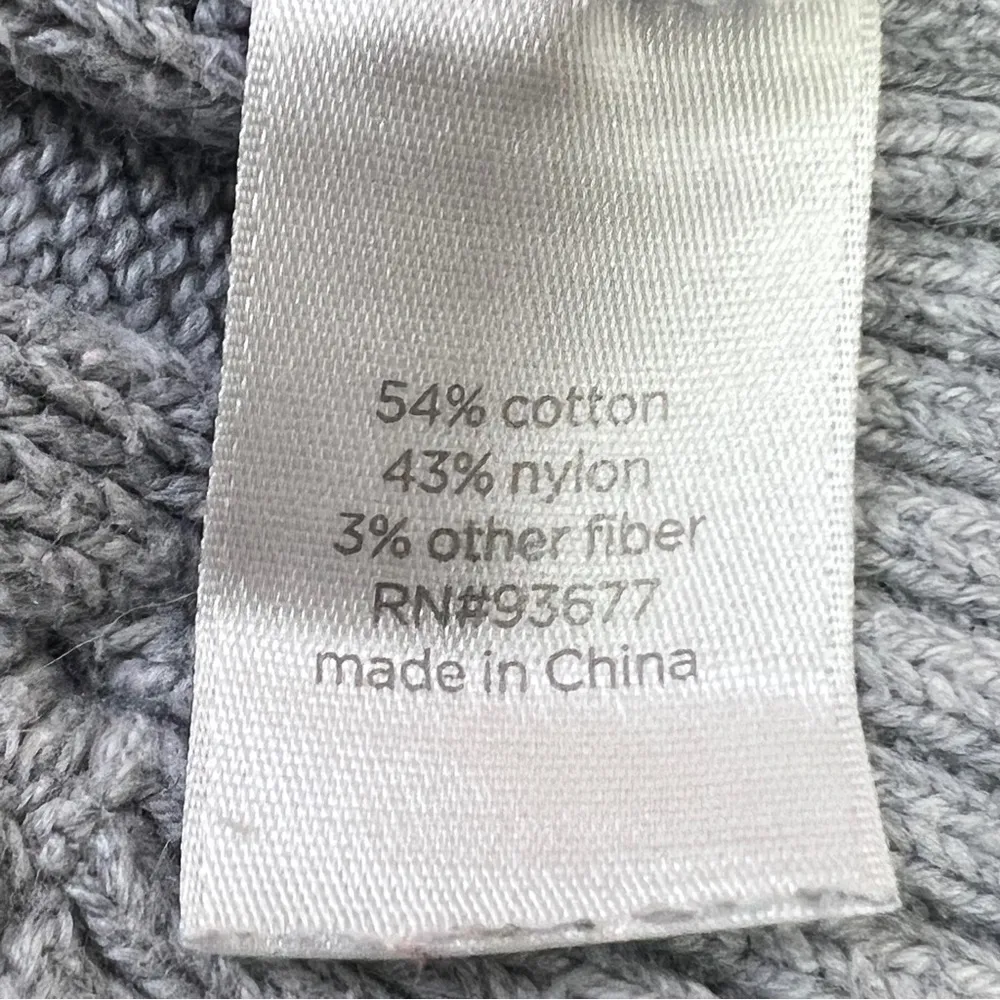 54% cotton
43% nylon
3% other fiber
RN#93677
made in China